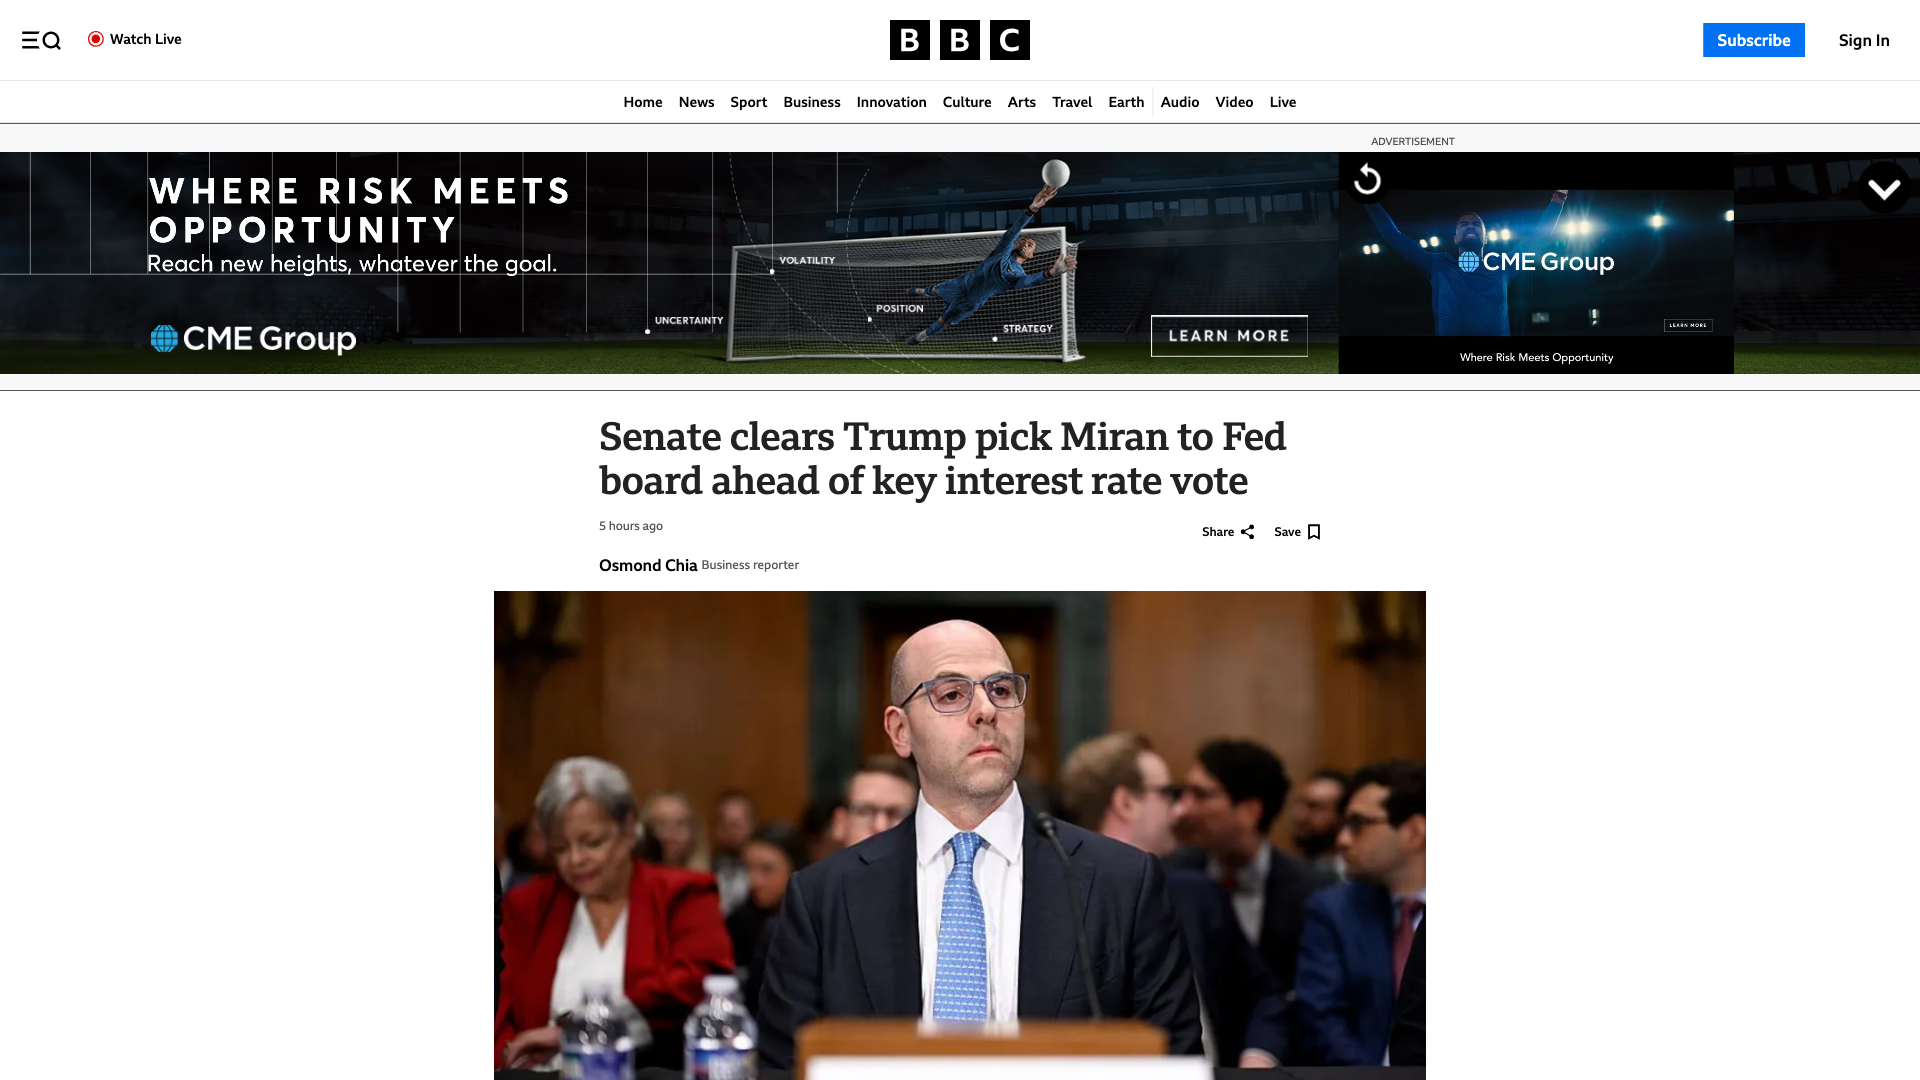 Watch Live
BBC
Subscribe
Sign In
Home News Sport Business Innovation Culture Arts Travel Earth Audio Video Live
ADVERTISEMENT
WHERE RISK MEETS
OPPORTUNITY
Reach new heights, whatever the goal.
CME Group
UNCERTAINTY
VOLATILITY
POSITION
STRATEGY
LEARN MORE
CME Group
LEARN MORE
Where Risk Meets Opportunity
Senate clears Trump pick Miran to Fed
board ahead of key interest rate vote
5 hours ago
Share
Save
Osmond Chia Business reporter